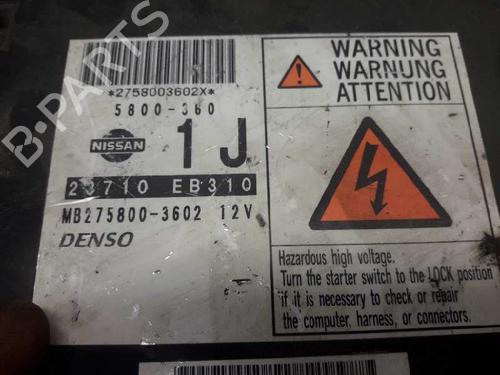 *2758003602X*
5800-360
NISSAN
1J
23710 EB310
MB275800-3602 12V
DENSO
WARNING
WARNUNG
ATTENTION
Hazardous high voltage.
Turn the starter switch to the LOCK position
if it is necessary to check or repair
the computer, harness, or connectors.
B-PARTS